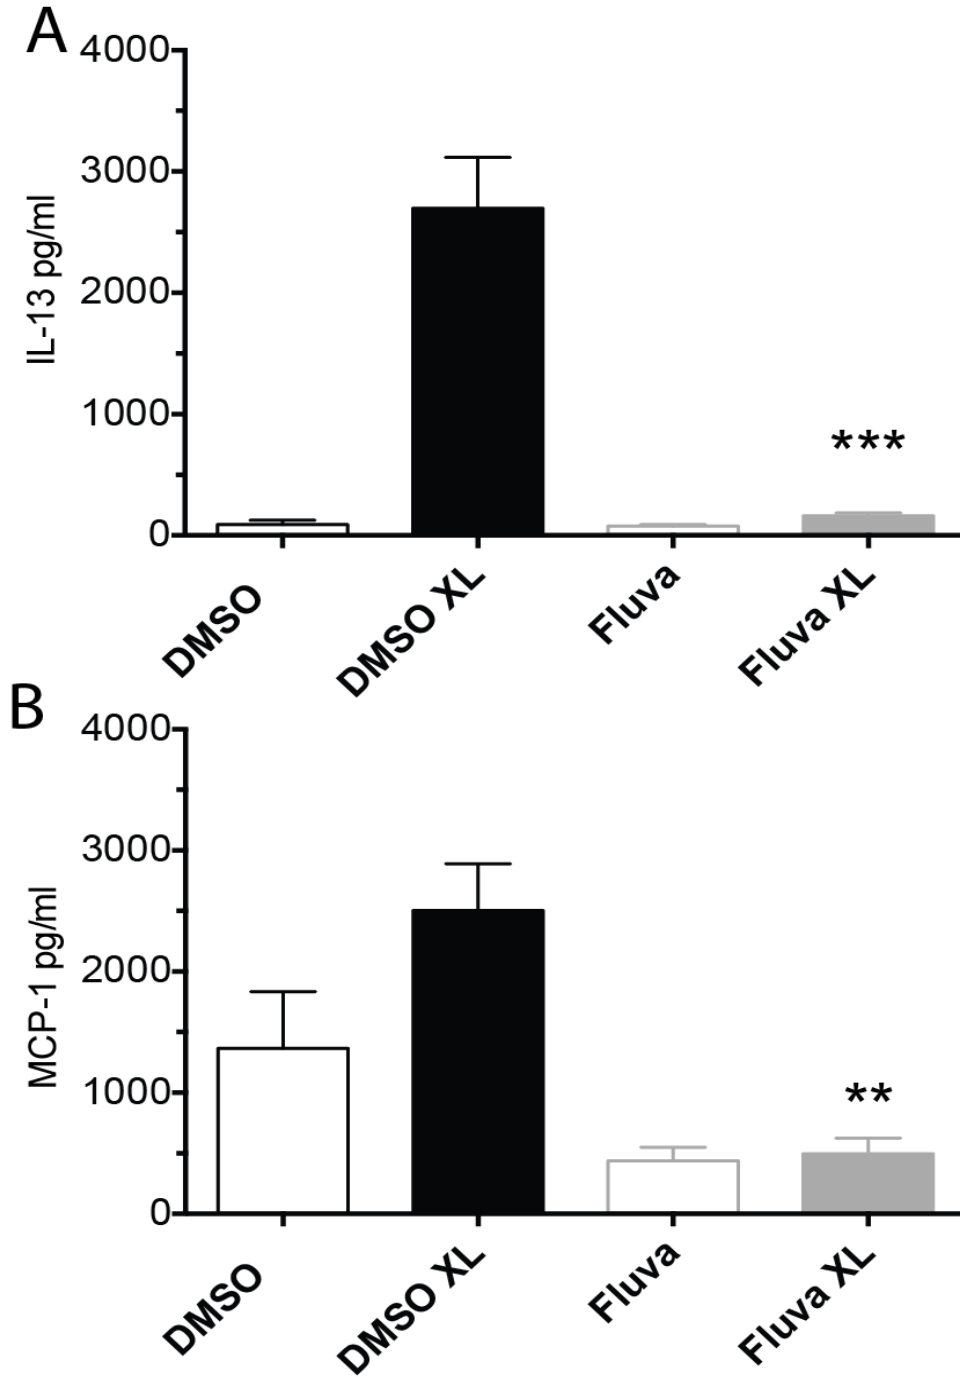 A
4000
3000
2000
1000
0
IL-13 pg/ml
***
DMSO
DMSO XL
Fluva
Fluva XL
B
4000
3000
2000
1000
0
MCP-1 pg/ml
**
DMSO
DMSO XL
Fluva
Fluva XL